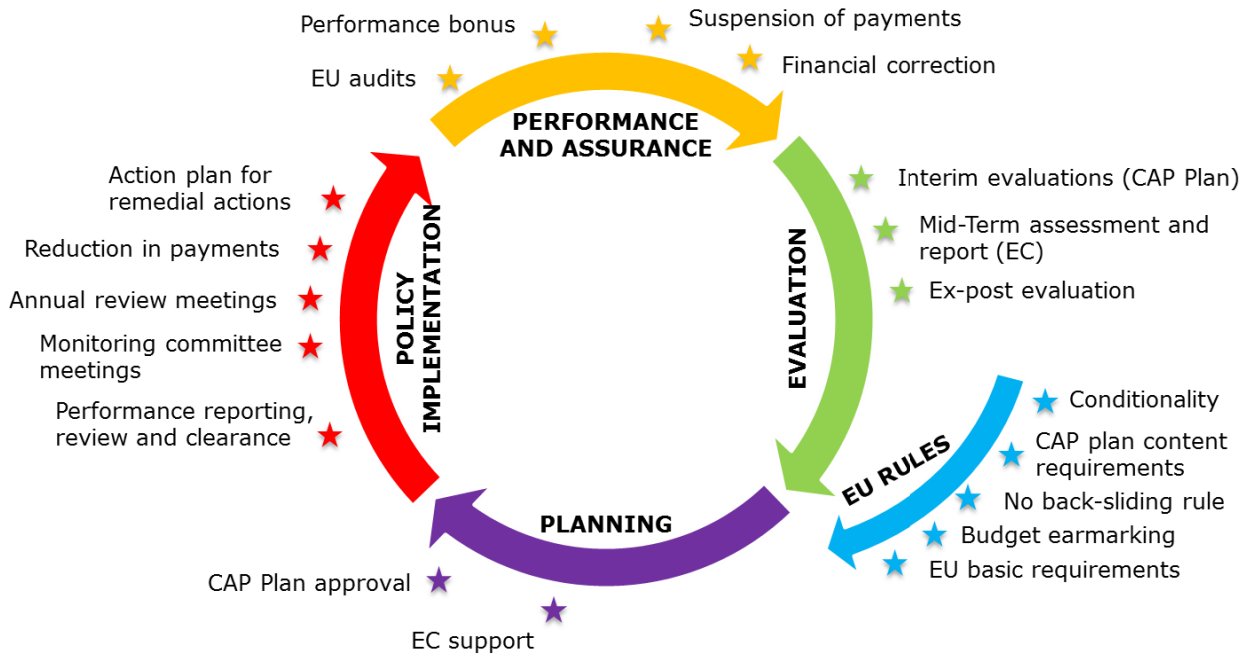 Performance bonus
Suspension of payments
EU audits
Financial correction
PERFORMANCE
AND ASSURANCE
Interim evaluations (CAP Plan)
Mid-Term assessment and
report (EC)
Ex-post evaluation
EVALUATION
Conditionality
CAP plan content
requirements
No back-sliding rule
Budget earmarking
EU basic requirements
EU RULES
PLANNING
EC support
CAP Plan approval
POLICY
IMPLEMENTATION
Action plan for
remedial actions
Reduction in payments
Annual review meetings
Monitoring committee
meetings
Performance reporting,
review and clearance